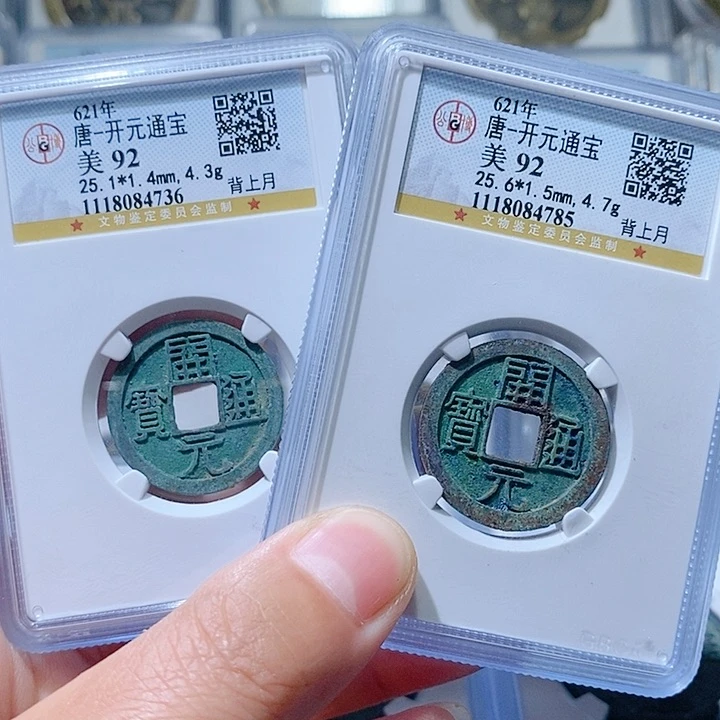 621年
唐-开元通宝
美 92
25.1*1.4mm, 4.3g 背上月
1118084736
文物鉴定委员会监制
開元通寶
621年
唐-开元通宝
美 92
25.6*1.5mm, 4.7g 背上月
1118084785
文物鉴定委员会监制
開元通寶